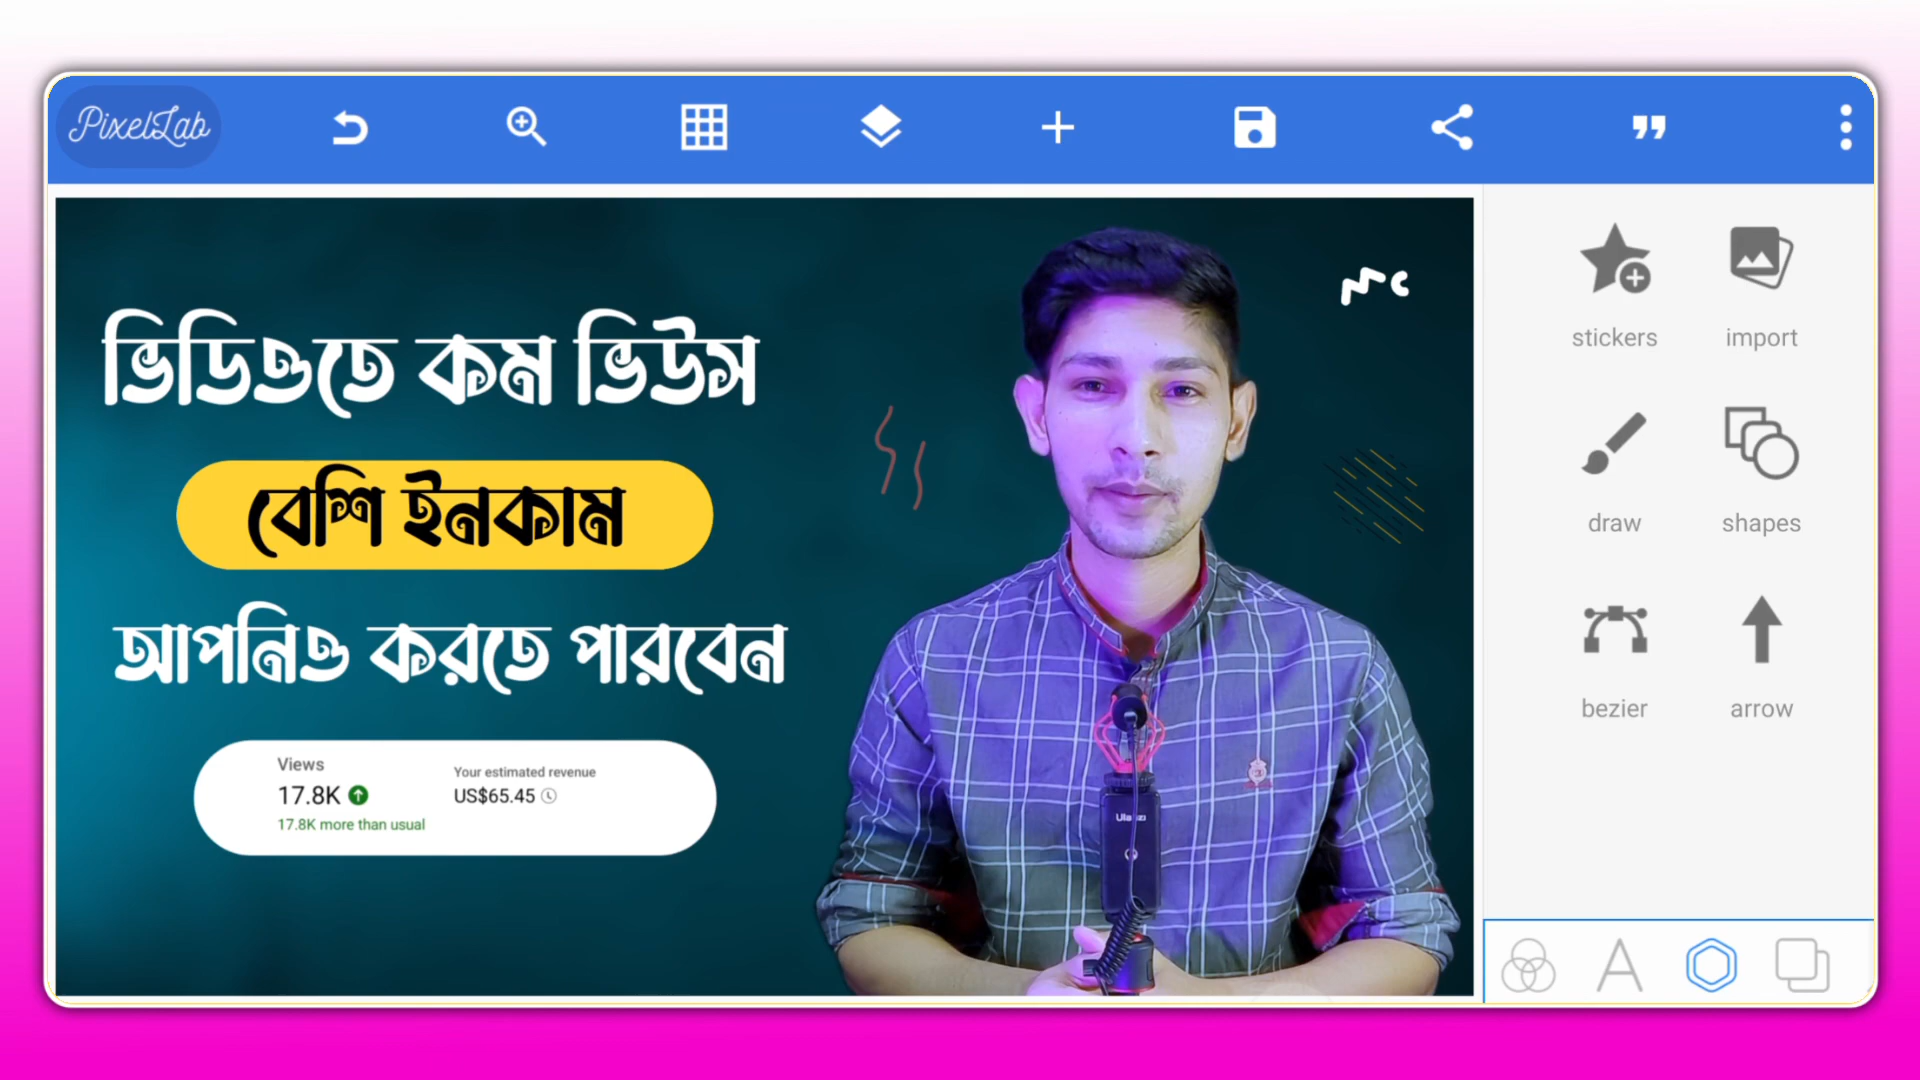 PixelLab
ভিডিওতে কম ভিউস
বেশি ইনকাম
আপনিও করতে পারবেন
Views
17.8K
17.8K more than usual
Your estimated revenue
US$65.45
stickers
import
draw
shapes
bezier
arrow